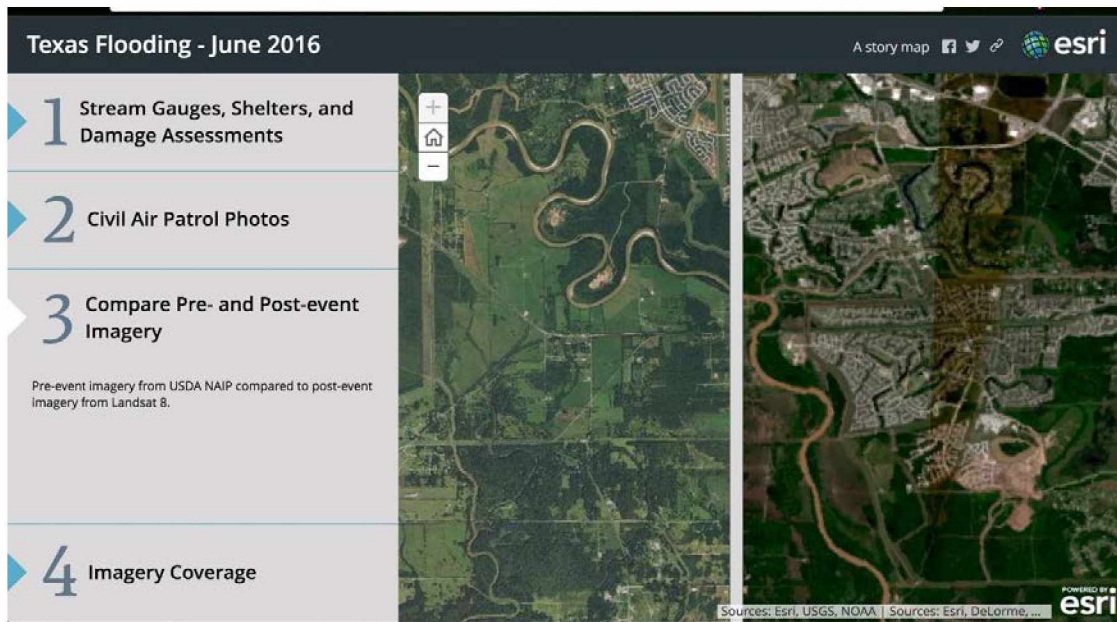 Texas Flooding - June 2016
A story map
esri
1
Stream Gauges, Shelters, and
Damage Assessments
2
Civil Air Patrol Photos
3
Compare Pre- and Post-event
Imagery
Pre-event imagery from USDA NAIP compared to post-event
imagery from Landsat 8.
4
Imagery Coverage
+
−
Sources: Esri, USGS, NOAA | Sources: Esri, DeLorme, ...
POWERED BY
esri